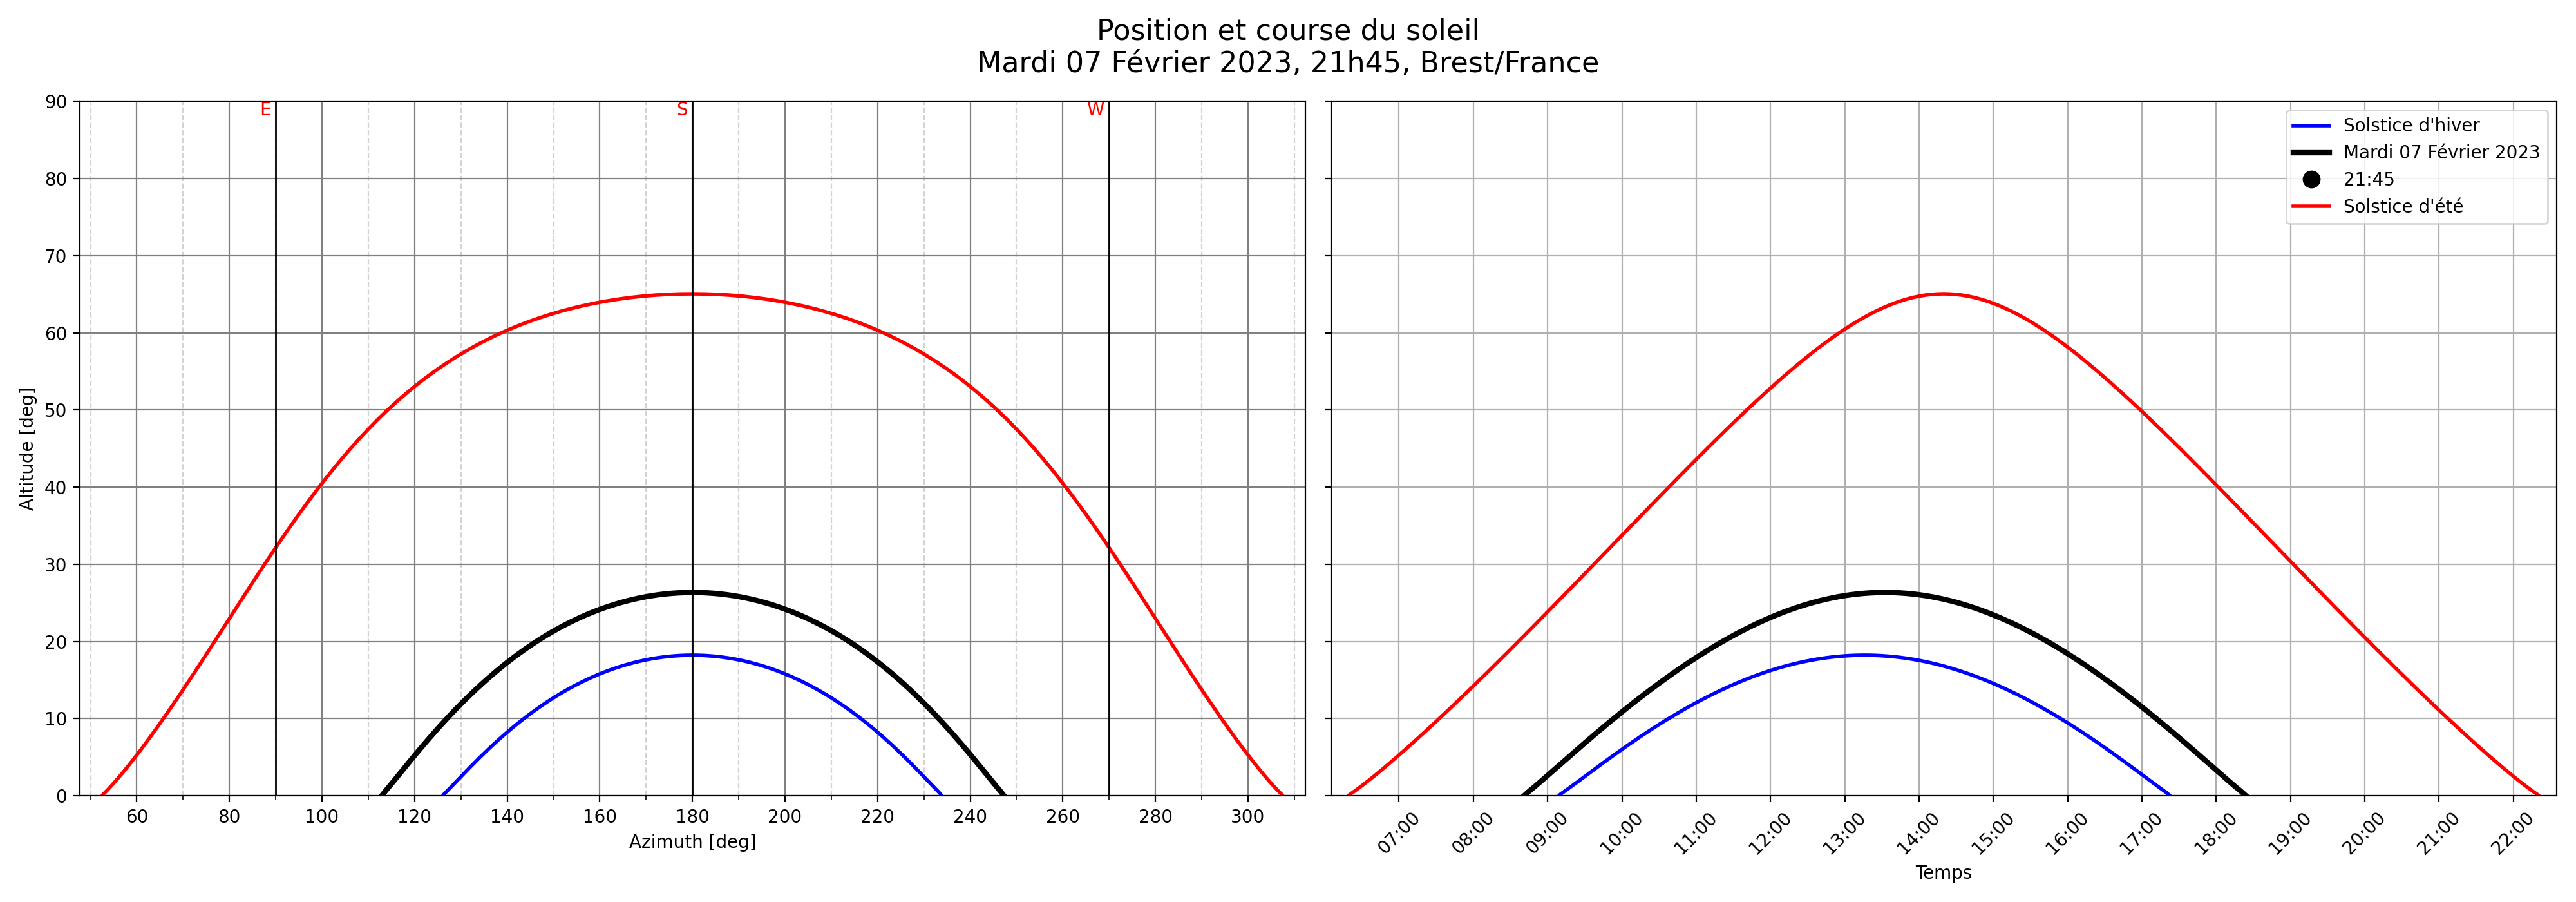 Position et course du soleil
Mardi 07 Février 2023, 21h45, Brest/France
E
S
W
90
80
70
60
50
40
30
20
10
0
Altitude [deg]
60 80 100 120 140 160 180 200 220 240 260 280 300
Azimuth [deg]
Solstice d'hiver
Mardi 07 Février 2023
21:45
Solstice d'été
07:00 08:00 09:00 10:00 11:00 12:00 13:00 14:00 15:00 16:00 17:00 18:00 19:00 20:00 21:00 22:00
Temps